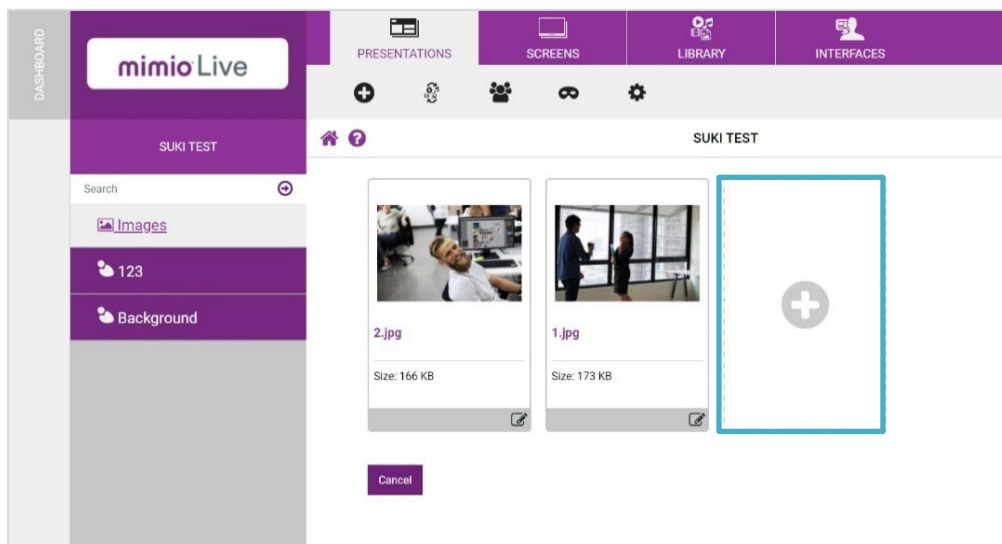 DASHBOARD
mimio Live
PRESENTATIONS
SCREENS
LIBRARY
INTERFACES
SUKI TEST
SUKI TEST
Search
Images
123
Background
2.jpg
Size: 166 KB
1.jpg
Size: 173 KB
Cancel